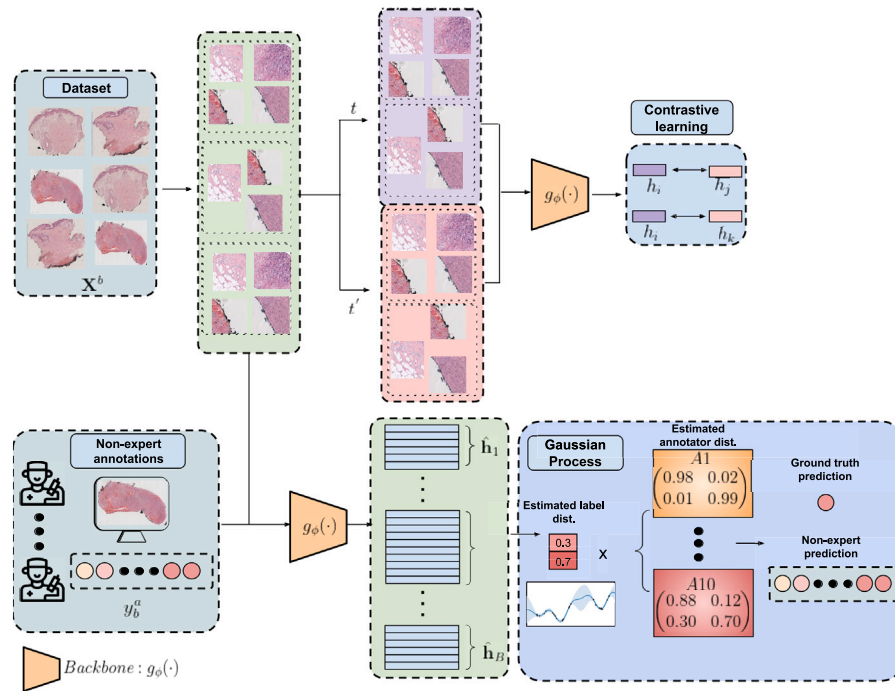 Dataset
X^b
t
t'
g_ϕ(·)
Contrastive
learning
h_i
h_j
h_i
h_k
Non-expert
annotations
y_b^a
g_ϕ(·)
ĥ_1
ĥ_B
Gaussian
Process
Estimated label
dist.
0.3
0.7
X
Estimated
annotator dist.
A1
0.98 0.02
0.01 0.99
A10
0.88 0.12
0.30 0.70
Ground truth
prediction
Non-expert
prediction
Backbone : g_ϕ(·)